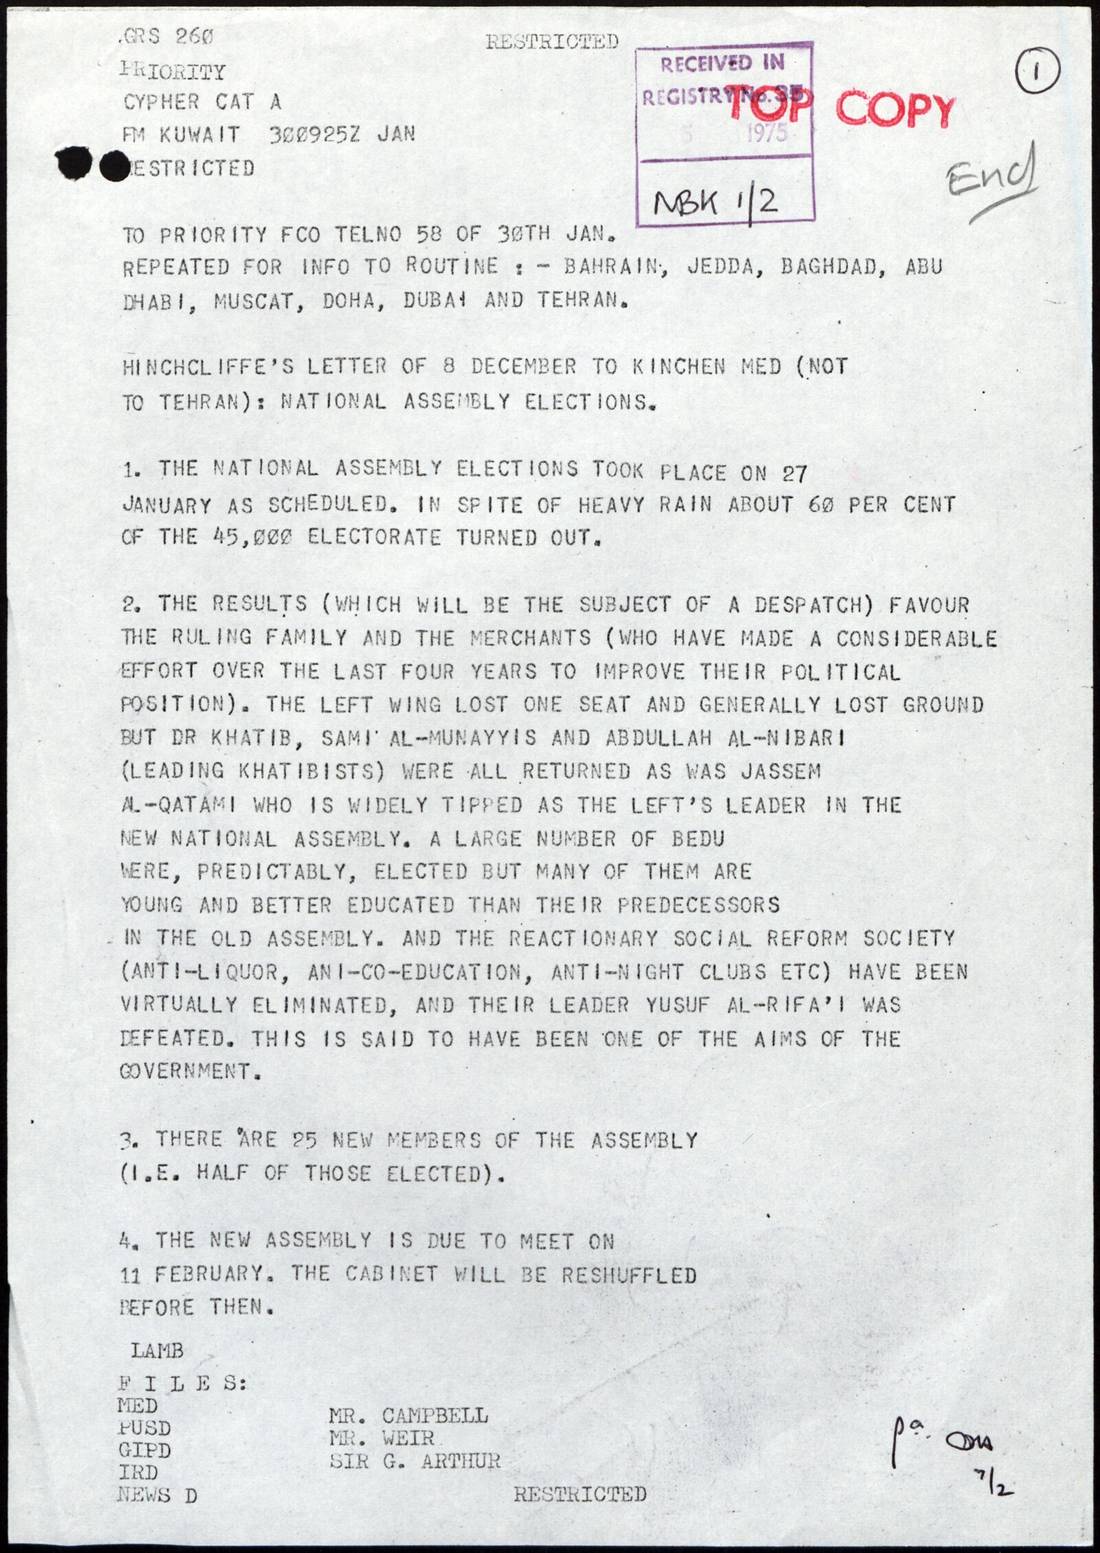 .GRS 260
RESTRICTED
PRIORITY
CYPHER CAT A
FM KUWAIT 300925Z JAN
RESTRICTED
RECEIVED IN
REGISTRY No. 35
1975
NBK 1/2
TOP COPY
1
TO PRIORITY FCO TELNO 58 OF 30TH JAN.
REPEATED FOR INFO TO ROUTINE : - BAHRAIN, JEDDA, BAGHDAD, ABU
DHABI, MUSCAT, DOHA, DUBAI AND TEHRAN.
HINCHCLIFFE'S LETTER OF 8 DECEMBER TO KINCHEN MED (NOT
TO TEHRAN): NATIONAL ASSEMBLY ELECTIONS.
1. THE NATIONAL ASSEMBLY ELECTIONS TOOK PLACE ON 27
JANUARY AS SCHEDULED. IN SPITE OF HEAVY RAIN ABOUT 60 PER CENT
OF THE 45,000 ELECTORATE TURNED OUT.
2. THE RESULTS (WHICH WILL BE THE SUBJECT OF A DESPATCH) FAVOUR
THE RULING FAMILY AND THE MERCHANTS (WHO HAVE MADE A CONSIDERABLE
EFFORT OVER THE LAST FOUR YEARS TO IMPROVE THEIR POLITICAL
POSITION). THE LEFT WING LOST ONE SEAT AND GENERALLY LOST GROUND
BUT DR KHATIB, SAMI AL-MUNAYYIS AND ABDULLAH AL-NIBARI
(LEADING KHATIBISTS) WERE ALL RETURNED AS WAS JASSEM
AL-QATAMI WHO IS WIDELY TIPPED AS THE LEFT'S LEADER IN THE
NEW NATIONAL ASSEMBLY. A LARGE NUMBER OF BEDU
WERE, PREDICTABLY, ELECTED BUT MANY OF THEM ARE
YOUNG AND BETTER EDUCATED THAN THEIR PREDECESSORS
IN THE OLD ASSEMBLY. AND THE REACTIONARY SOCIAL REFORM SOCIETY
(ANTI-LIQUOR, ANI-CO-EDUCATION, ANTI-NIGHT CLUBS ETC) HAVE BEEN
VIRTUALLY ELIMINATED, AND THEIR LEADER YUSUF AL-RIFA'I WAS
DEFEATED. THIS IS SAID TO HAVE BEEN ONE OF THE AIMS OF THE
GOVERNMENT.
3. THERE ARE 25 NEW MEMBERS OF THE ASSEMBLY
(I.E. HALF OF THOSE ELECTED).
4. THE NEW ASSEMBLY IS DUE TO MEET ON
11 FEBRUARY. THE CABINET WILL BE RESHUFFLED
BEFORE THEN.
LAMB
F I L E S:
MED
PUSD
GIPD
IRD
NEWS D
MR. CAMPBELL
MR. WEIR
SIR G. ARTHUR
RESTRICTED
pa.
7/2